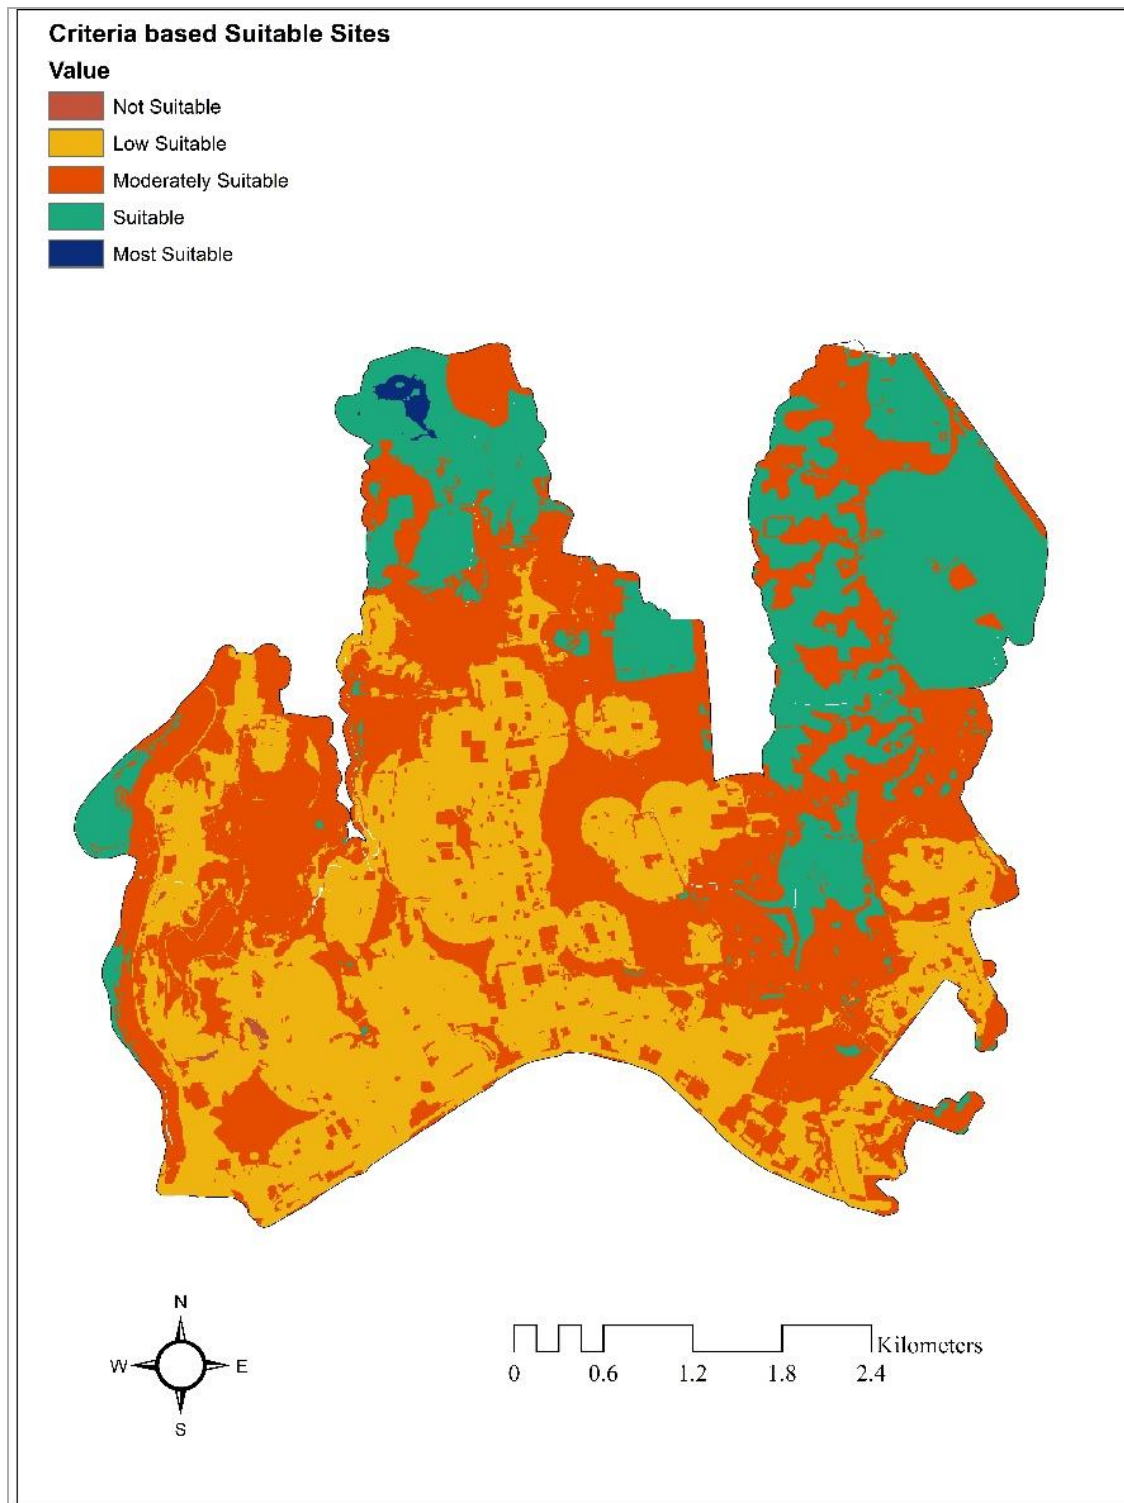 Criteria based Suitable Sites
Value
Not Suitable
Low Suitable
Moderately Suitable
Suitable
Most Suitable
N
W E
S
Kilometers
0 0.6 1.2 1.8 2.4